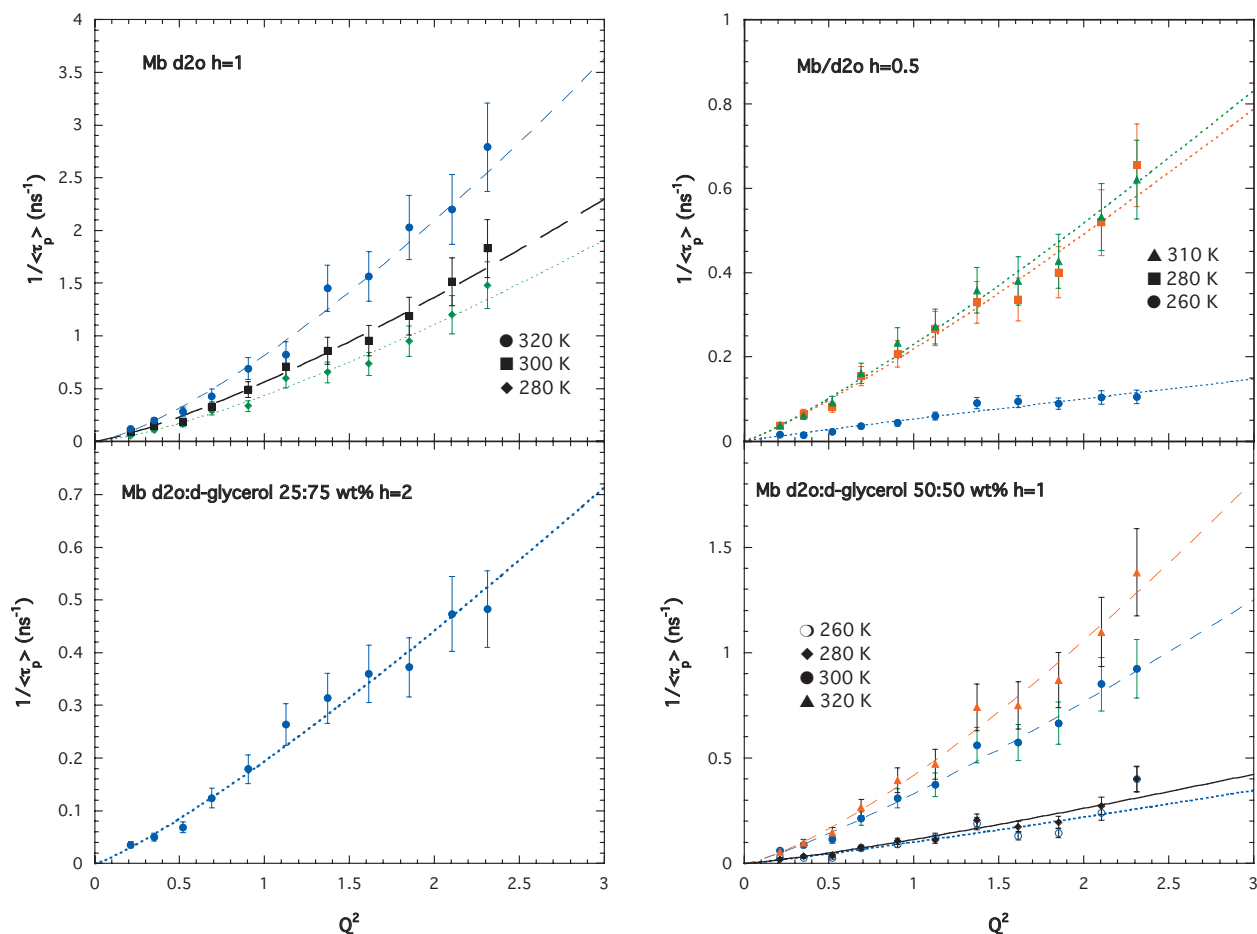 Mb d2o h=1
1/<τp> (ns-1)
4
3.5
3
2.5
2
1.5
1
0.5
0
320 K
300 K
280 K
Mb/d2o h=0.5
1/<τp> (ns-1)
1
0.8
0.6
0.4
0.2
0
310 K
280 K
260 K
Mb d2o:d-glycerol 25:75 wt% h=2
1/<τp> (ns-1)
0.7
0.6
0.5
0.4
0.3
0.2
0.1
0
0 0.5 1 1.5 2 2.5 3
Q2
Mb d2o:d-glycerol 50:50 wt% h=1
1/<τp> (ns-1)
1.5
1
0.5
0
260 K
280 K
300 K
320 K
0 0.5 1 1.5 2 2.5 3
Q2